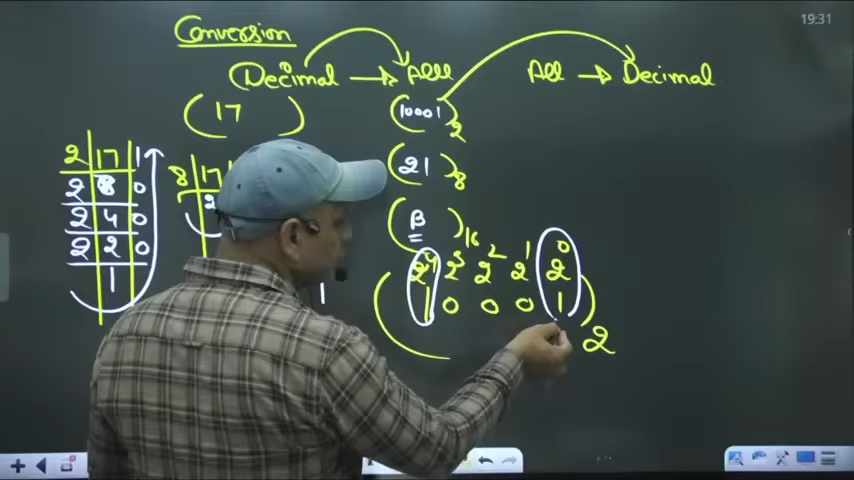 19:31
Conversion
Decimal → All
All → Decimal
(17)
(10001)₂
2 17 1
2 8 0
2 4 0
2 2 0
1
8 17
2
(21)₈
(β)₁₆
2⁴ 2³ 2² 2¹ 2⁰
(1 0 0 0 1)₂
1